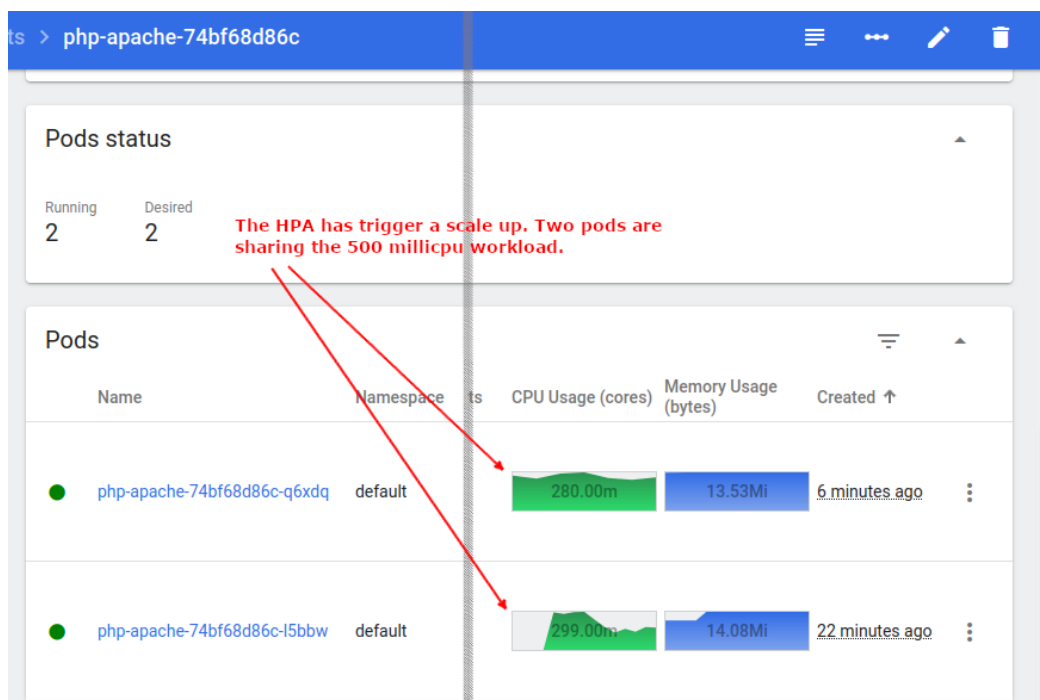 ts > php-apache-74bf68d86c
Pods status
Running Desired
2 2
The HPA has trigger a scale up. Two pods are
sharing the 500 millicpu workload.
Pods
Name Namespace ts CPU Usage (cores) Memory Usage (bytes) Created ↑
php-apache-74bf68d86c-q6xdq default 280.00m 13.53Mi 6 minutes ago
php-apache-74bf68d86c-l5bbw default 299.00m 14.08Mi 22 minutes ago